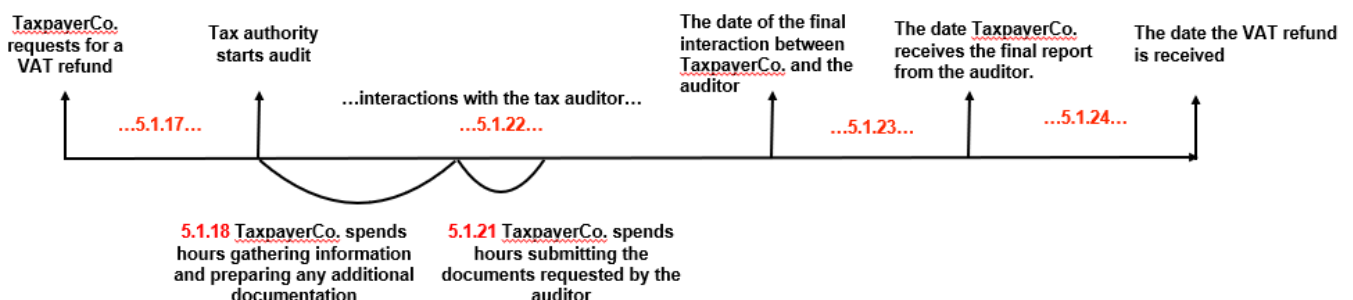 TaxpayerCo.
requests for a
VAT refund
Tax authority
starts audit
The date of the final
interaction between
TaxpayerCo. and the
auditor
The date TaxpayerCo.
receives the final report
from the auditor.
The date the VAT refund
is received
...5.1.17...
...interactions with the tax auditor...
...5.1.22...
...5.1.23...
...5.1.24...
5.1.18 TaxpayerCo. spends
hours gathering information
and preparing any additional
documentation
5.1.21 TaxpayerCo. spends
hours submitting the
documents requested by the
auditor